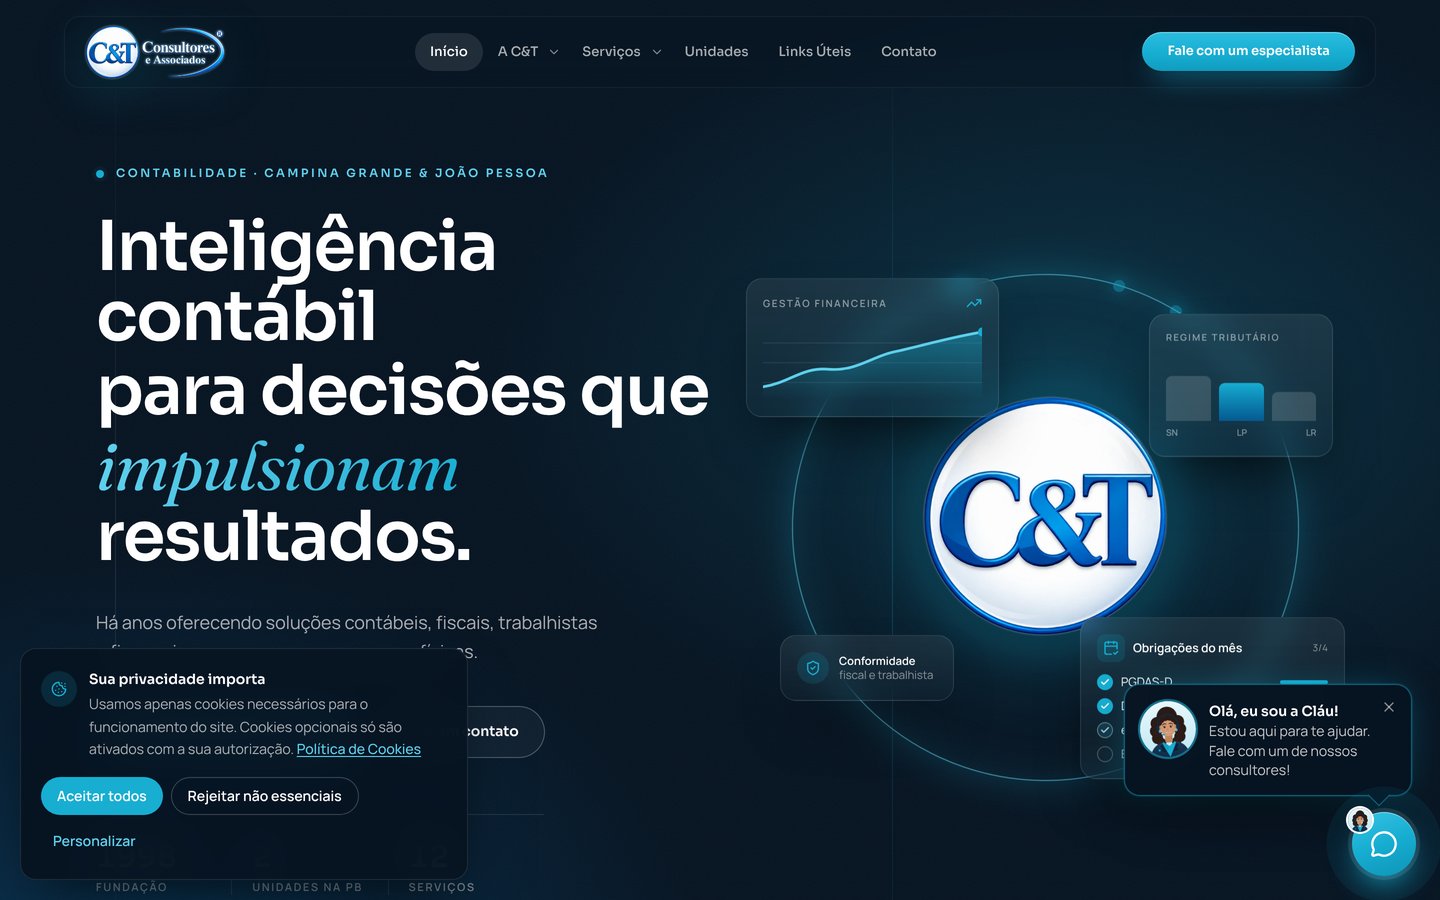 C&T Consultores e Associados ®
Início
A C&T
Serviços
Unidades
Links Úteis
Contato
Fale com um especialista
CONTABILIDADE · CAMPINA GRANDE & JOÃO PESSOA
Inteligência
contábil
para decisões que
impulsionam
resultados.
Há anos oferecendo soluções contábeis, fiscais, trabalhistas
contato
1998
2
12
FUNDAÇÃO
UNIDADES NA PB
SERVIÇOS
GESTÃO FINANCEIRA
REGIME TRIBUTÁRIO
SN
LP
LR
C&T
Conformidade
fiscal e trabalhista
Obrigações do mês
3/4
PGDAS-D
Sua privacidade importa
Usamos apenas cookies necessários para o
funcionamento do site. Cookies opcionais só são
ativados com a sua autorização. Política de Cookies
Aceitar todos
Rejeitar não essenciais
Personalizar
Olá, eu sou a Cláu!
Estou aqui para te ajudar.
Fale com um de nossos
consultores!